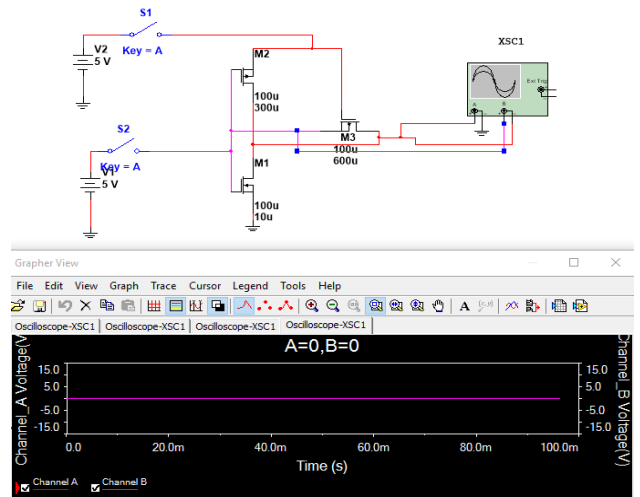 S1
XSC1
V2
5 V
Key = A
M2
Ext Trig
A
B
100u
300u
S2
M3
100u
600u
Key = A
V1
5 V
M1
100u
10u
Grapher View
File Edit View Graph Trace Cursor Legend Tools Help
Oscilloscope-XSC1 Oscilloscope-XSC1 Oscilloscope-XSC1 Oscilloscope-XSC1
A=0,B=0
Channel_A Voltage(V)
15.0
5.0
-5.0
-15.0
15.0
5.0
-5.0
-15.0
Channel_B Voltage(V)
0.0 20.0m 40.0m 60.0m 80.0m 100.0m
Time (s)
Channel A Channel B